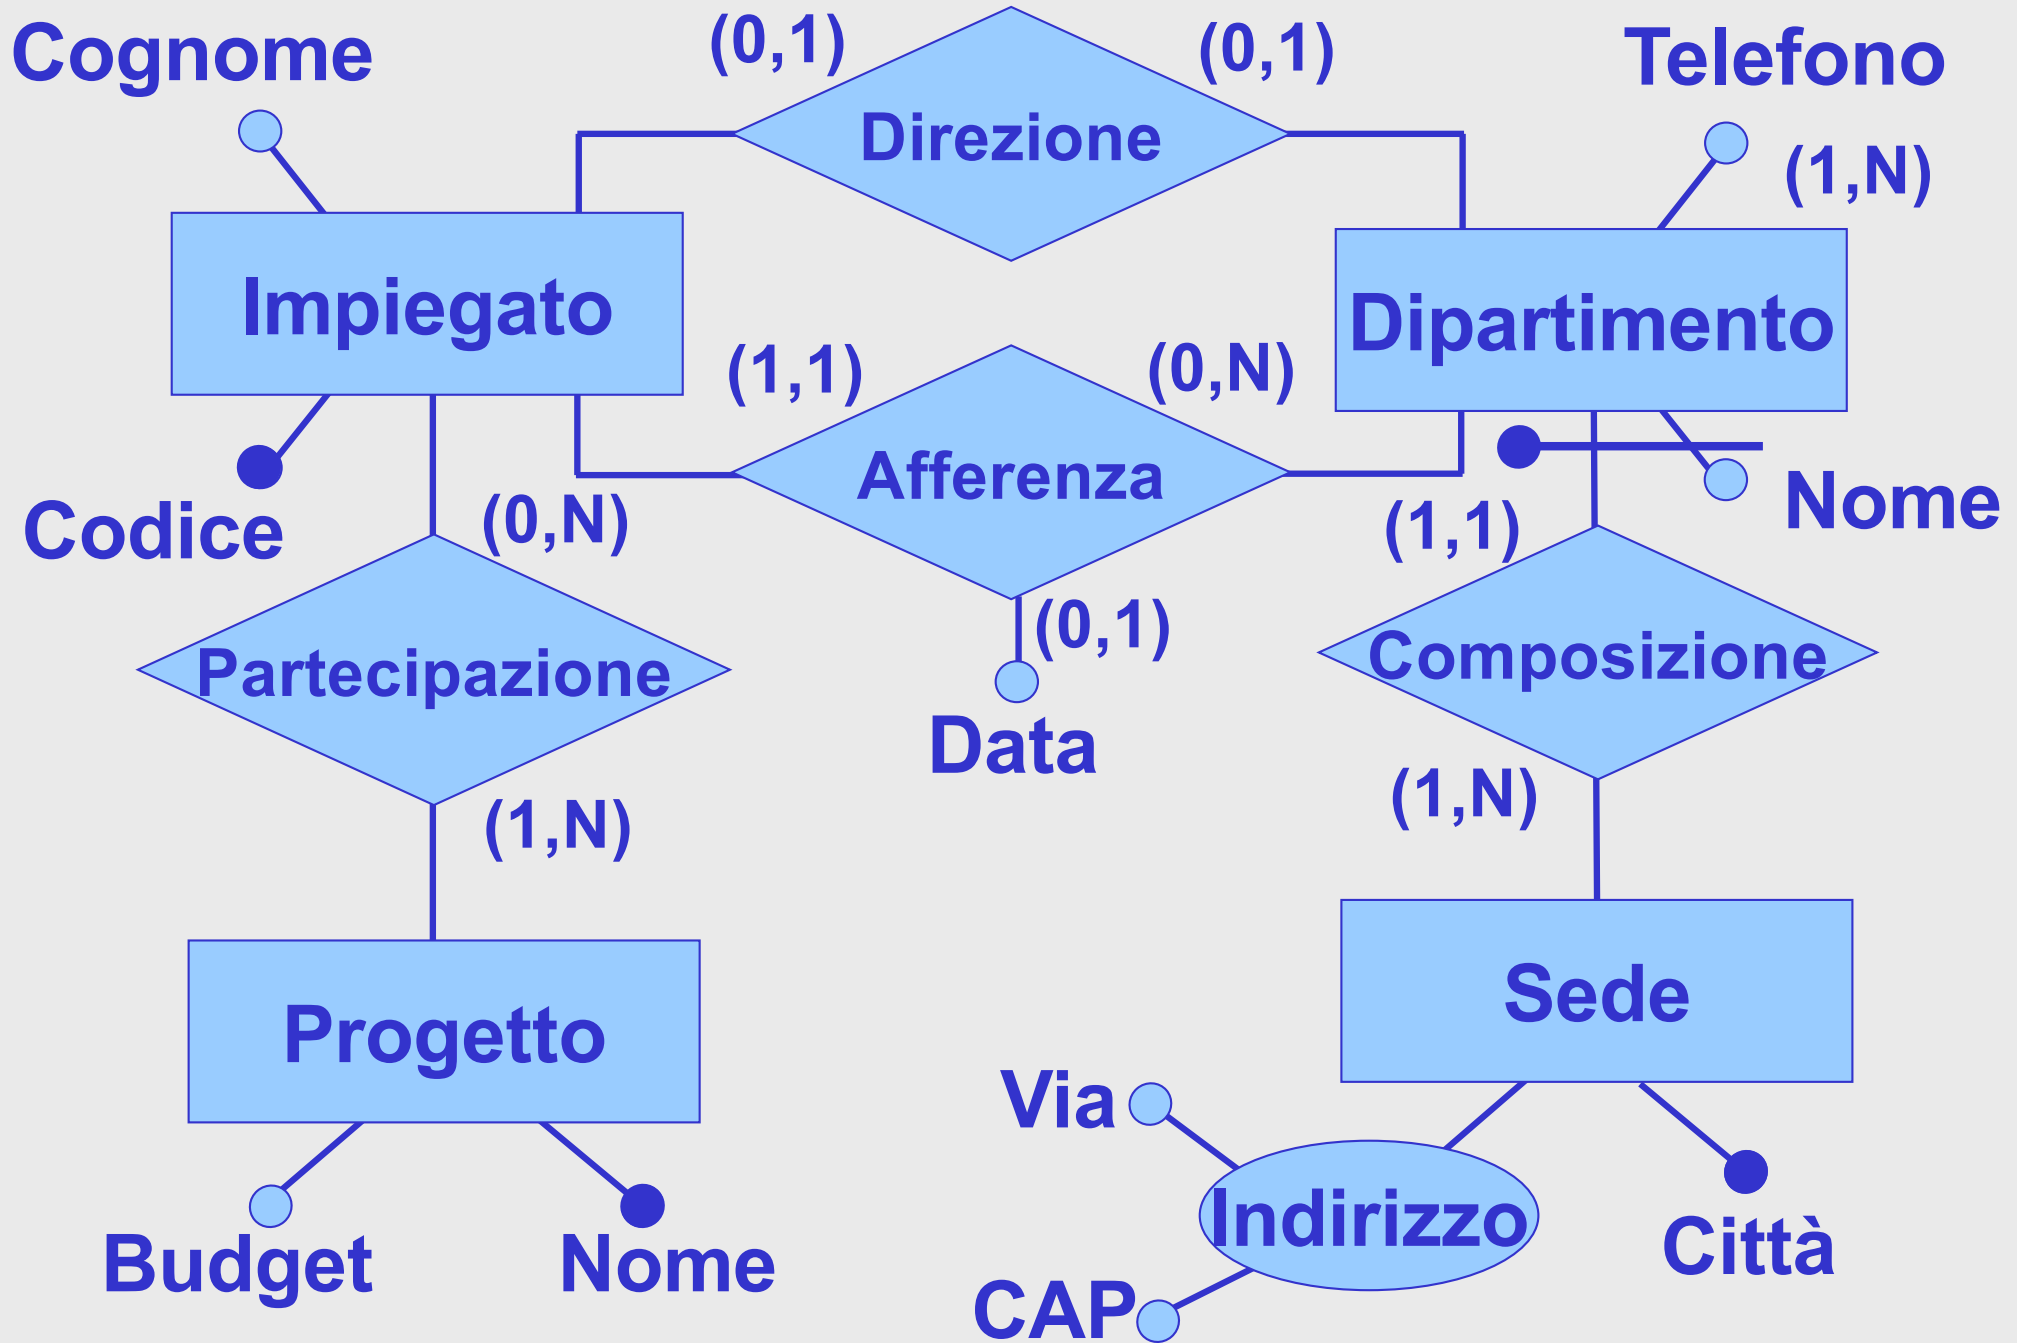 Cognome
(0,1)
(0,1)
Telefono
Direzione
(1,N)
Impiegato
Dipartimento
(1,1)
(0,N)
Afferenza
Codice
(0,N)
(1,1)
Nome
(0,1)
Partecipazione
Composizione
Data
(1,N)
(1,N)
Sede
Progetto
Via
Indirizzo
Città
Budget
Nome
CAP